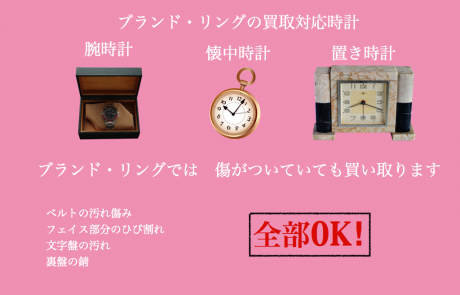 ブランド・リングの買取対応時計
腕時計
懐中時計
置き時計
ブランド・リングでは 傷がついていても買い取ります
ベルトの汚れ傷み
フェイス部分のひび割れ
文字盤の汚れ
裏盤の錆
全部OK!